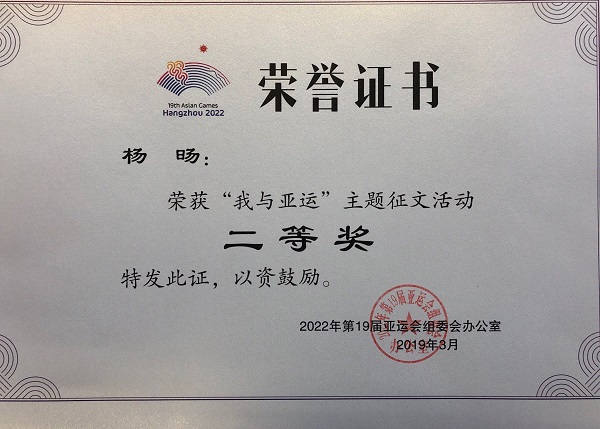 荣誉证书
19th Asian Games
Hangzhou 2022
杨旸：
荣获“我与亚运”主题征文活动
二等奖
特发此证，以资鼓励。
2022年第19届亚运会组委会办公室
2019年3月